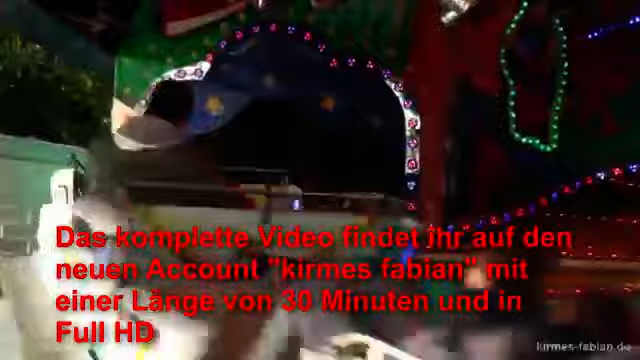 Das komplette Video findet ihr auf den
neuen Account "kirmes fabian" mit
einer Länge von 30 Minuten und in
Full HD
kirmes-fabian.de